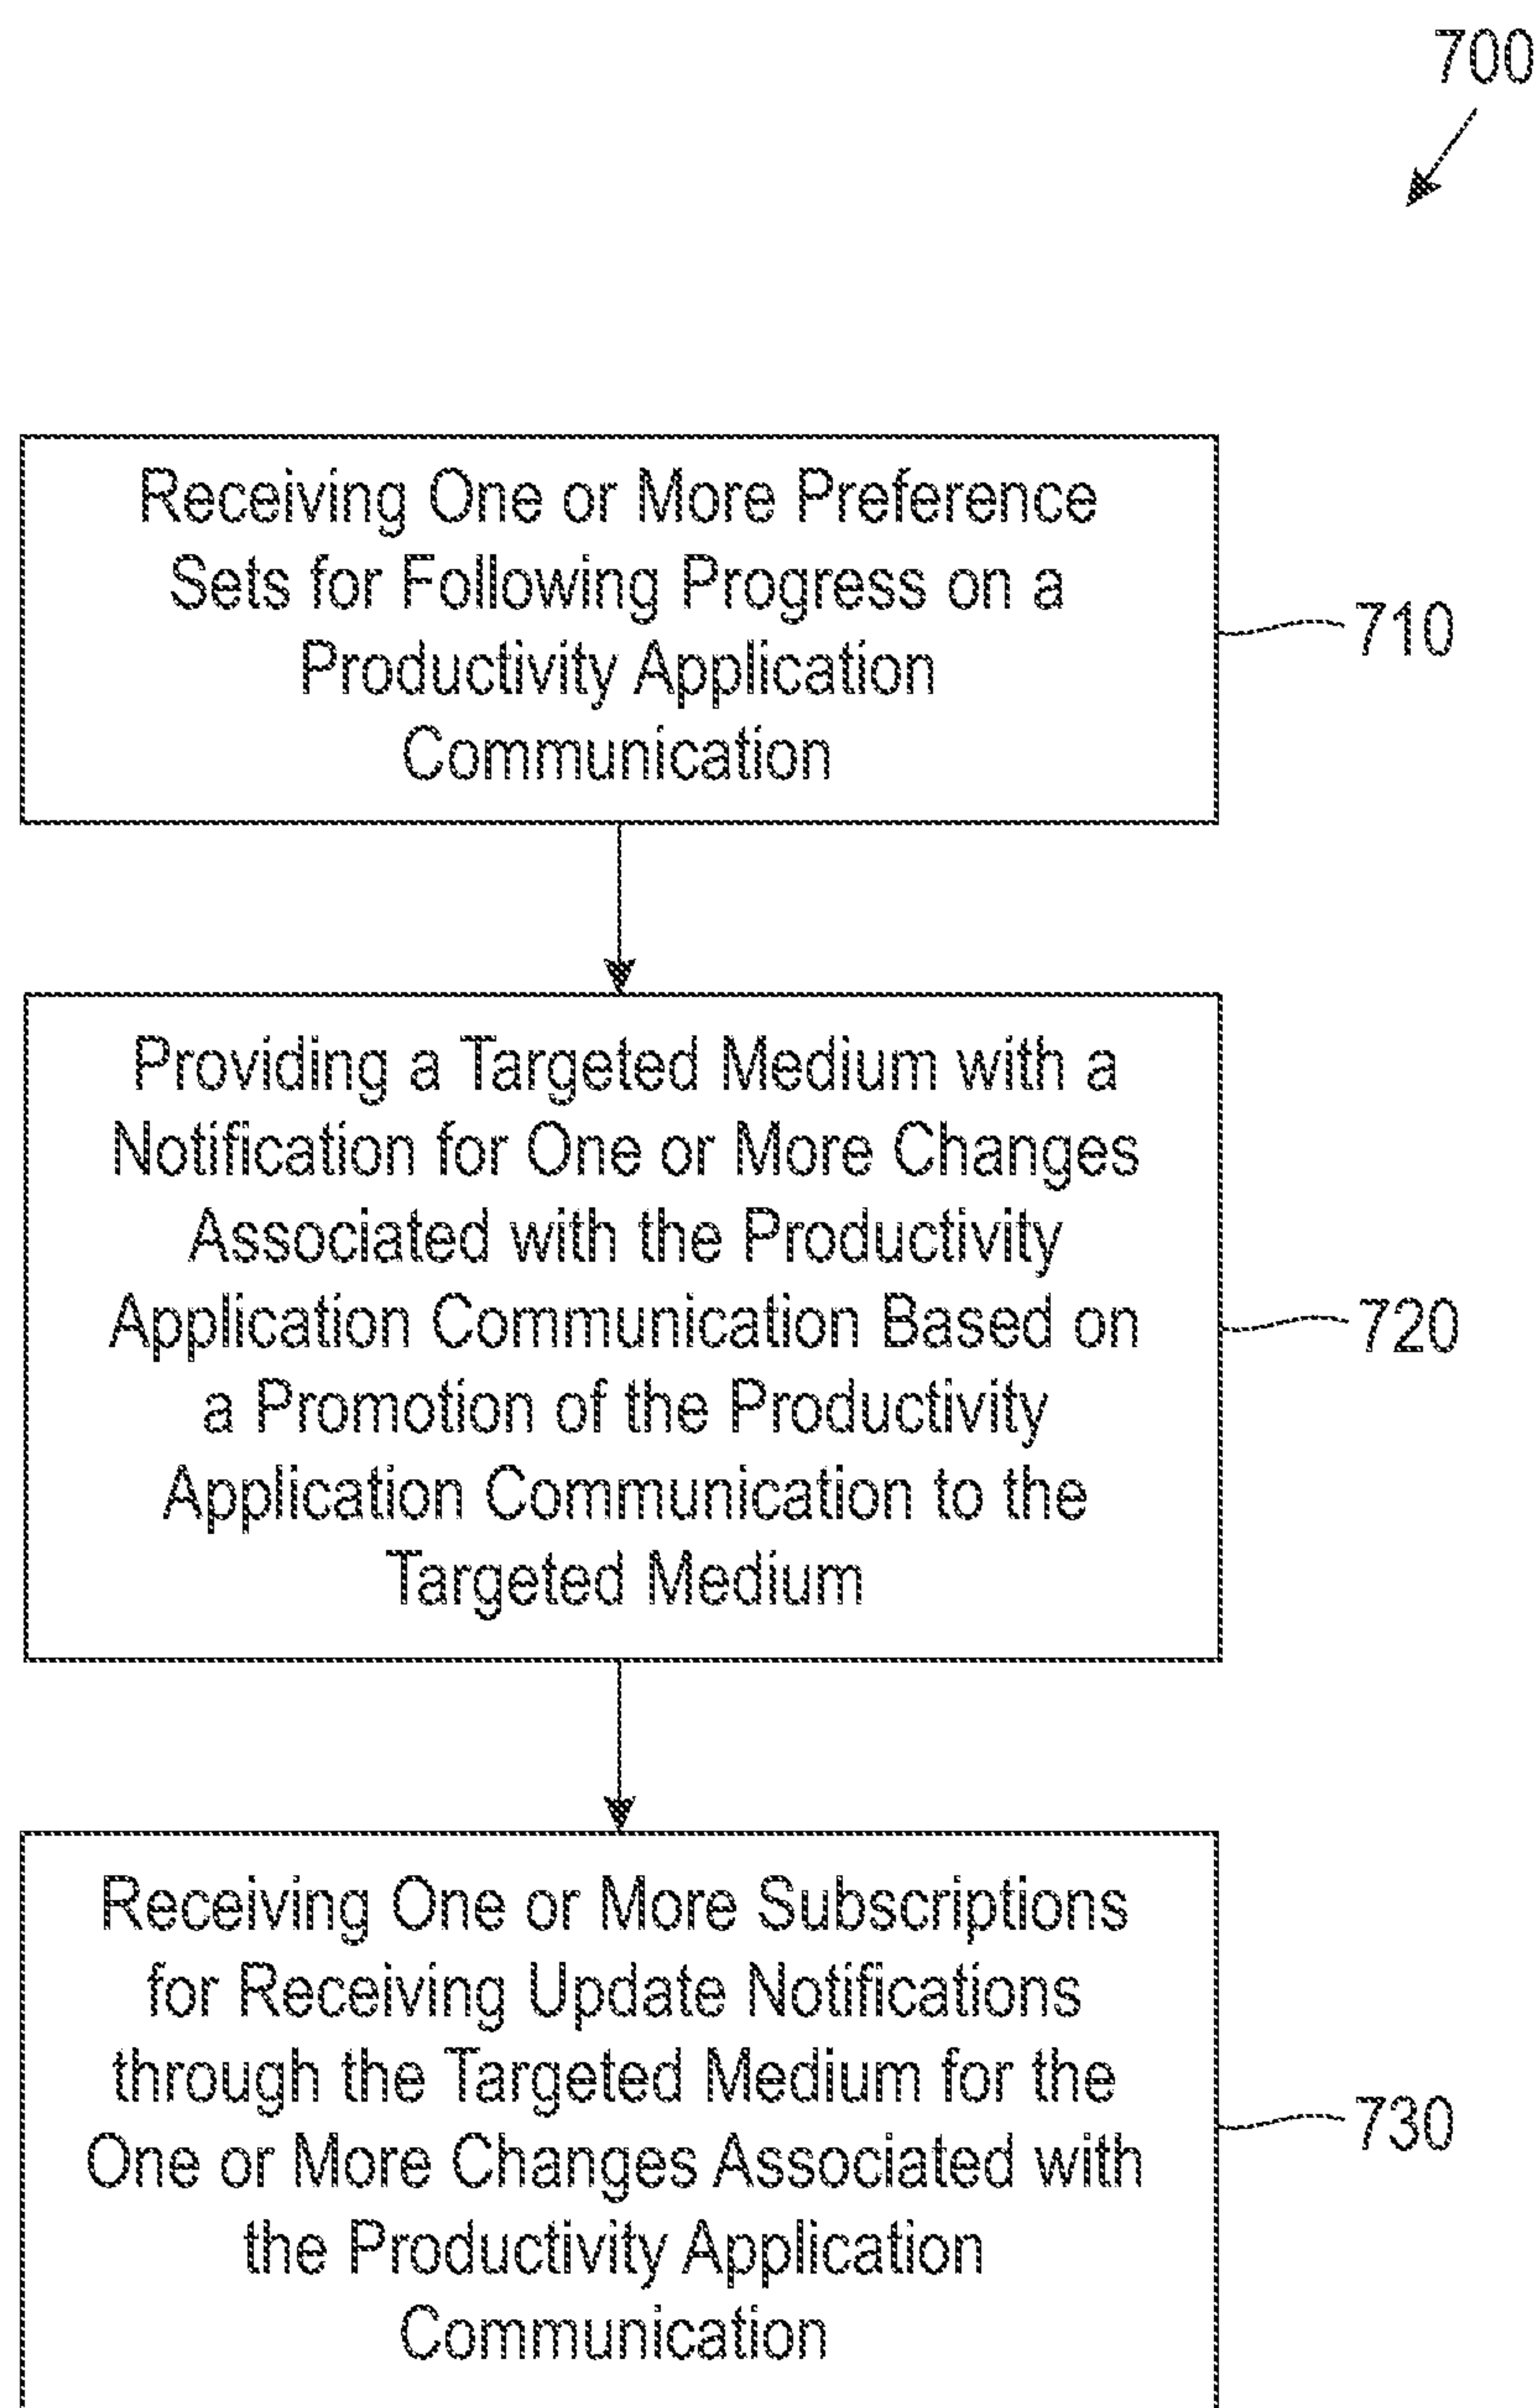 700
Receiving One or More Preference
Sets for Following Progress on a
Productivity Application
Communication
710
Providing a Targeted Medium with a
Notification for One or More Changes
Associated with the Productivity
Application Communication Based on
a Promotion of the Productivity
Application Communication to the
Targeted Medium
720
Receiving One or More Subscriptions
for Receiving Update Notifications
through the Targeted Medium for the
One or More Changes Associated with
the Productivity Application
Communication
730